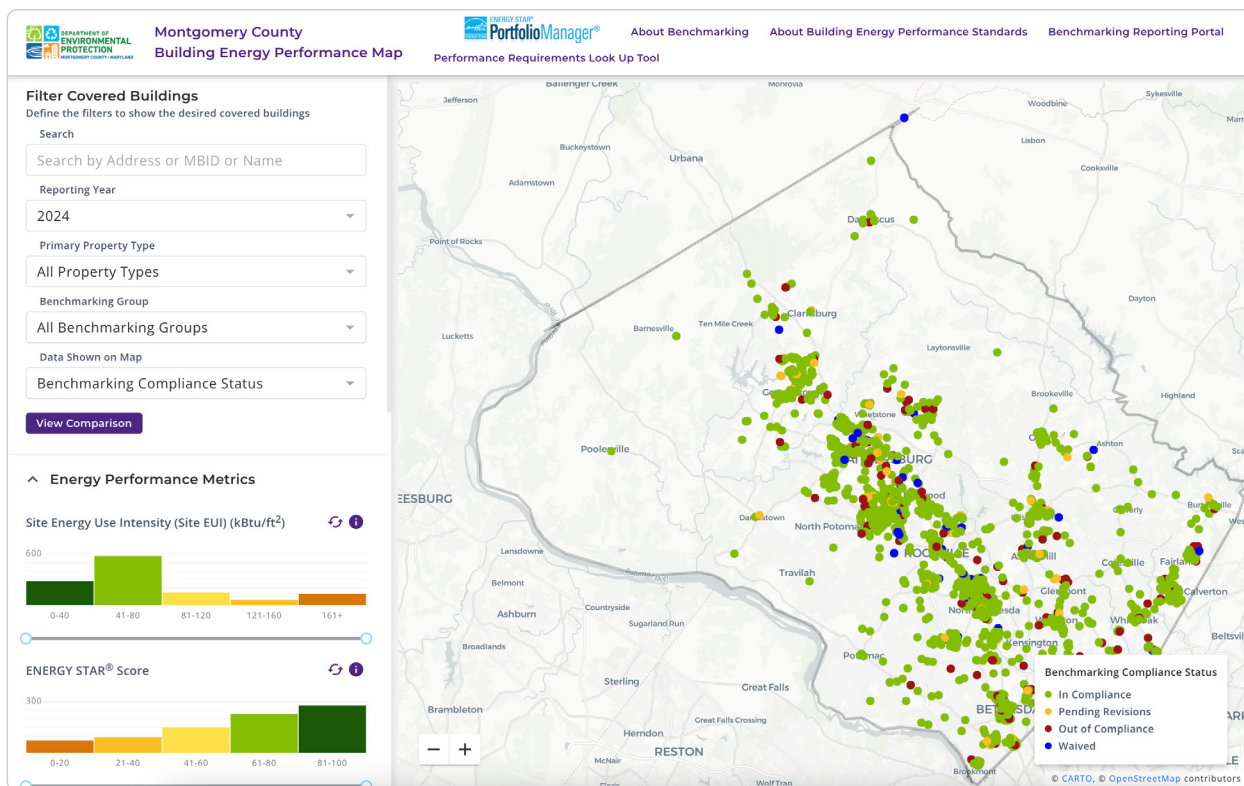 DEPARTMENT OF
ENVIRONMENTAL
PROTECTION
MONTGOMERY COUNTY • MARYLAND
Montgomery County
Building Energy Performance Map
ENERGY STAR®
PortfolioManager®
About Benchmarking
About Building Energy Performance Standards
Benchmarking Reporting Portal
Performance Requirements Look Up Tool
Filter Covered Buildings
Define the filters to show the desired covered buildings
Search
Search by Address or MBID or Name
Reporting Year
2024
Primary Property Type
All Property Types
Benchmarking Group
All Benchmarking Groups
Data Shown on Map
Benchmarking Compliance Status
View Comparison
Energy Performance Metrics
Site Energy Use Intensity (Site EUI) (kBtu/ft²)
600
0-40
41-80
81-120
121-160
161+
ENERGY STAR® Score
300
0-20
21-40
41-60
61-80
81-100
Ballenger Creek
Monrovia
Sykesville
Jefferson
Woodbine
Lisbon
Buckeystown
Urbana
Cooksville
Adamstown
Point of Rocks
Dayton
Lucketts
Barnesville
Ten Mile Creek
Clarksburg
Laytonsville
Brookeville
Highland
Ashton
Poolesville
EESBURG
North Potomac
Lansdowne
Travilah
Belmont
Ashburn
Countryside
Sugarland Run
Calverton
Beltsvi
Kensington
Broadlands
Sterling
Great Falls
Brambleton
Great Falls Crossing
Herndon
RESTON
McNair
Wolf Trap
Brookmont
Benchmarking Compliance Status
In Compliance
Pending Revisions
Out of Compliance
Waived
© CARTO, © OpenStreetMap contributors